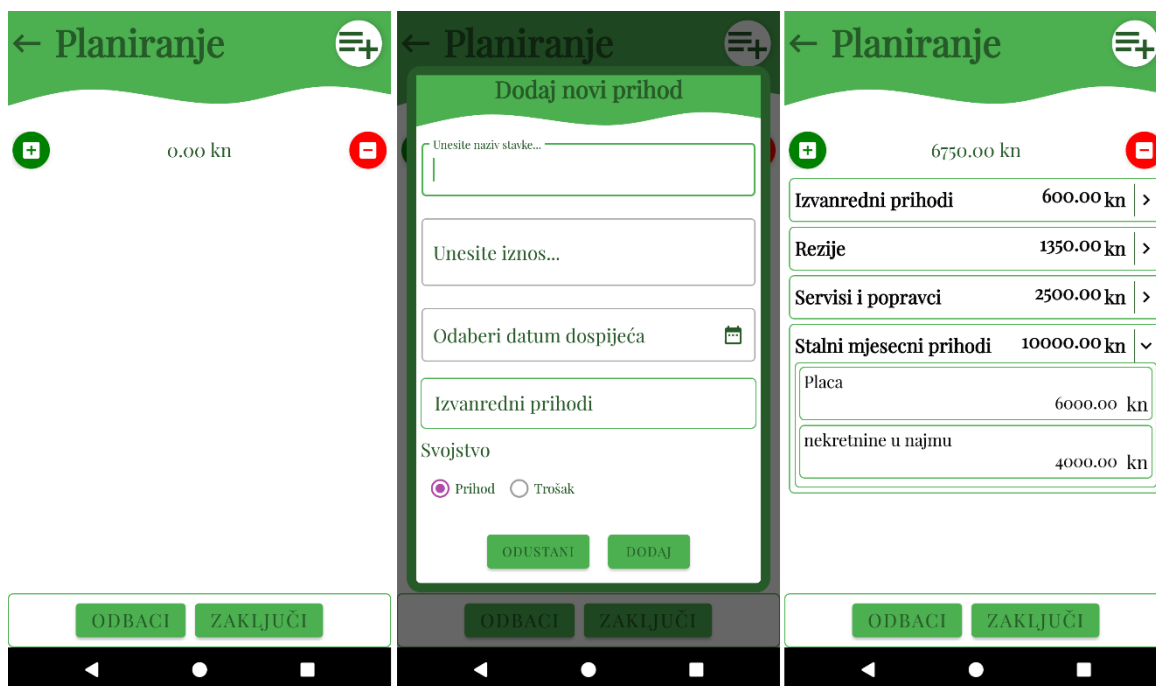 Planiranje
0.00 kn
ODBACI ZAKLJUČI
Planiranje
Dodaj novi prihod
Unesite naziv stavke...
Unesite iznos...
Odaberi datum dospijeća
Izvanredni prihodi
Svojstvo
Prihod Trošak
ODUSTANI DODAJ
ODBACI ZAKLJUČI
Planiranje
6750.00 kn
Izvanredni prihodi 600.00 kn
Rezije 1350.00 kn
Servisi i popravci 2500.00 kn
Stalni mjesecni prihodi 10000.00 kn
Placa
6000.00 kn
nekretnine u najmu
4000.00 kn
ODBACI ZAKLJUČI